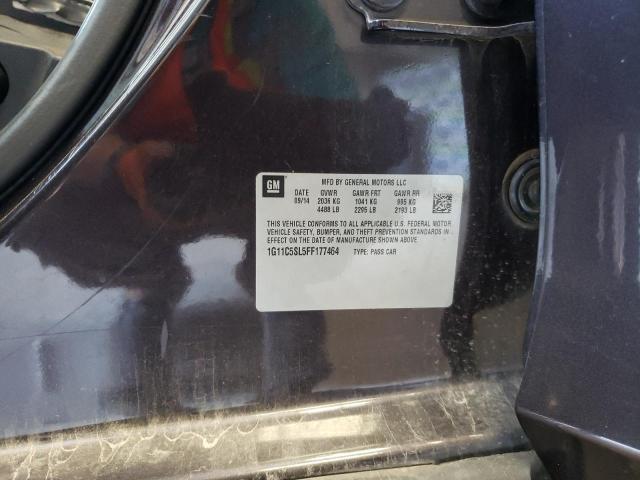 GM
MFD BY GENERAL MOTORS LLC
DATE GVWR GAWR FRT GAWR RR
09/14 2036 KG 1041 KG 995 KG
4488 LB 2295 LB 2193 LB
THIS VEHICLE CONFORMS TO ALL APPLICABLE U.S. FEDERAL MOTOR
VEHICLE SAFETY, BUMPER, AND THEFT PREVENTION STANDARDS IN
EFFECT ON THE DATE OF MANUFACTURE SHOWN ABOVE.
1G11C5SL5FF177464 TYPE: PASS CAR